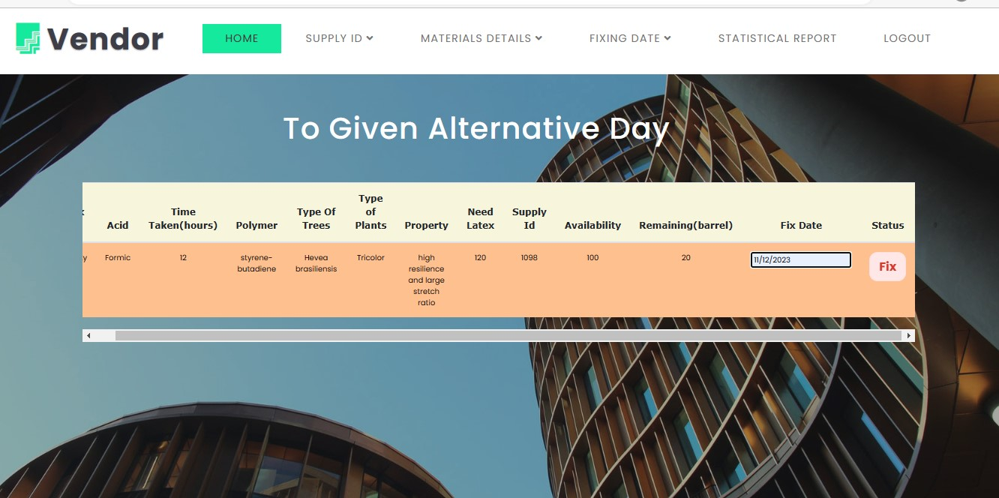 Vendor
HOME
SUPPLY ID
MATERIALS DETAILS
FIXING DATE
STATISTICAL REPORT
LOGOUT
To Given Alternative Day
Acid
Time
Taken(hours)
Polymer
Type Of
Trees
Type
of
Plants
Property
Need
Latex
Supply
Id
Availability
Remaining(barrel)
Fix Date
Status
y
Formic
12
styrene-
butadiene
Hevea
brasiliensis
Tricolor
high
resilience
and large
stretch
ratio
120
1098
100
20
11/12/2023
Fix